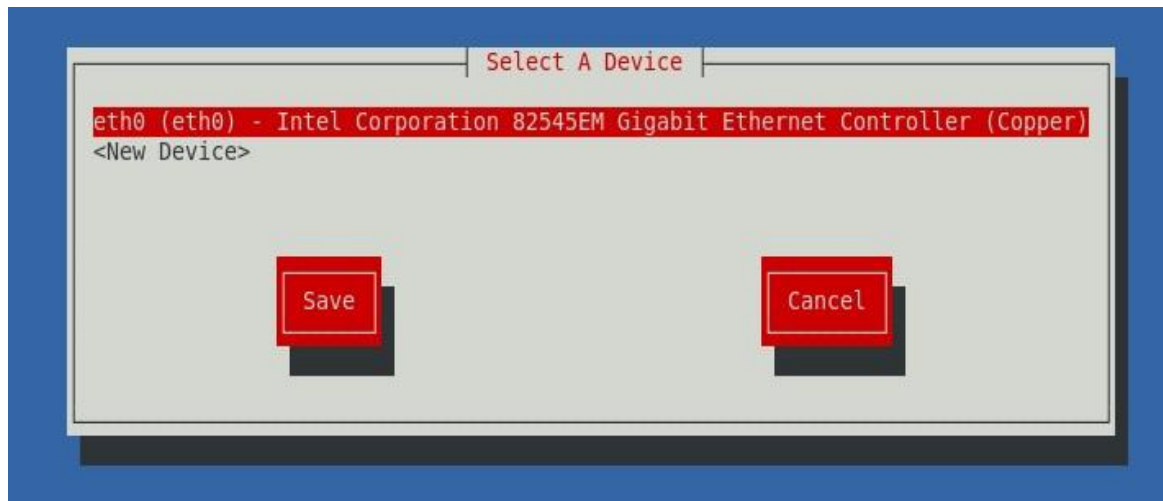 Select A Device
eth0 (eth0) - Intel Corporation 82545EM Gigabit Ethernet Controller (Copper)
<New Device>
Save
Cancel